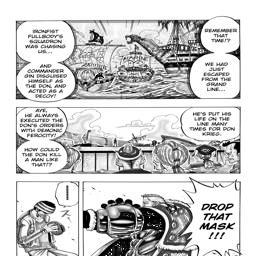 REMEMBER
THAT TIME!?
WE HAD
JUST
ESCAPED
FROM THE
GRAND
LINE...
IRONFIST
FULLBODY'S
SQUADRON
WAS CHASING
US...
AND
COMMANDER
GIN DISGUISED
HIMSELF AS
THE DON, AND
ACTED AS A
DECOY!
HE'S PUT HIS
LIFE ON THE
LINE MANY
TIMES FOR DON
KRIEG.
AYE,
HE ALWAYS
EXECUTED THE
DON'S ORDERS
WITH DEMONIC
FEROCITY!
HOW COULD
THE DON KILL
A MAN LIKE
THAT!?
DROP
THAT
MASK
!!!